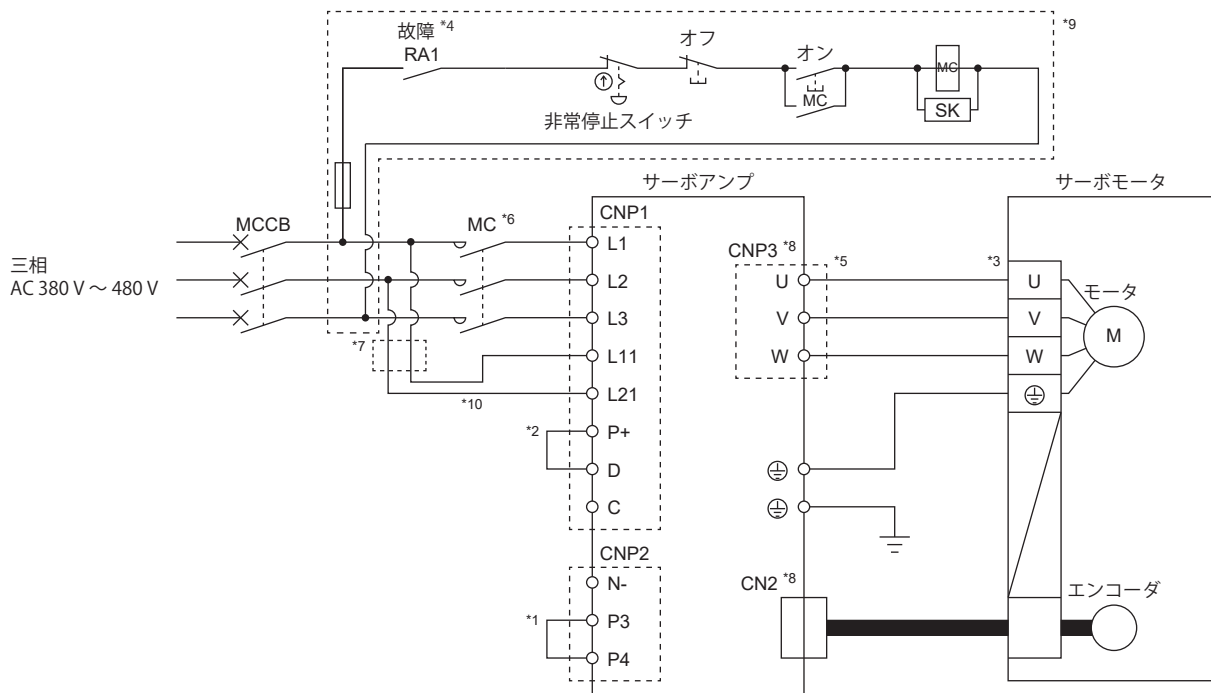 故障 *4
RA1
オフ
オン
*9
MC
MC
SK
非常停止スイッチ
サーボアンプ
サーボモータ
MCCB
MC *6
CNP1
三相
AC 380 V ～ 480 V
L1
L2
L3
L11
L21
P+
D
C
*7
*10
*2
CNP3 *8
*5
*3
U
V
W
U
V
W
モータ
M
CNP2
N-
P3
P4
*1
CN2 *8
エンコーダ